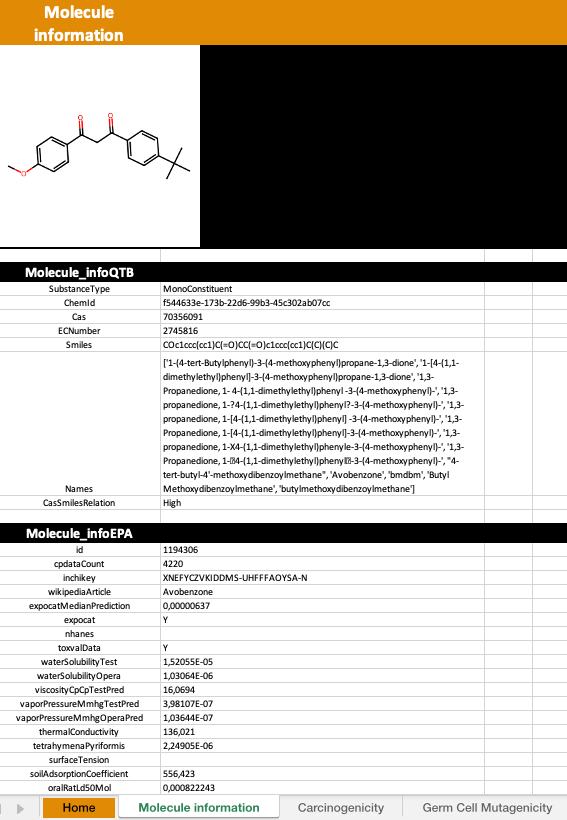 Molecule
information
O O
O
Molecule_infoQTB
SubstanceType MonoConstituent
ChemId f544633e-173b-22d6-99b3-45c302ab07cc
Cas 70356091
ECNumber 2745816
Smiles COc1ccc(cc1)C(=O)CC(=O)c1ccc(cc1)C(C)(C)C
['1-(4-tert-Butylphenyl)-3-(4-methoxyphenyl)propane-1,3-dione', '1-[4-(1,1-
dimethylethyl)phenyl]-3-(4-methoxyphenyl)propane-1,3-dione', '1,3-
Propanedione, 1- 4-(1,1-dimethylethyl)phenyl -3-(4-methoxyphenyl)-', '1,3-
propanedione, 1-?4-(1,1-dimethylethyl)phenyl?-3-(4-methoxyphenyl)-', '1,3-
propanedione, 1-[4-(1,1-dimethylethyl)phenyl] -3-(4-methoxyphenyl)-', '1,3-
Propanedione, 1-[4-(1,1-dimethylethyl)phenyl]-3-(4-methoxyphenyl)-', '1,3-
propanedione, 1-X4-(1,1-dimethylethyl)phenyle-3-(4-methoxyphenyl)-', '1,3-
Propanedione, 1-⍰4-(1,1-dimethylethyl)phenyl⍰-3-(4-methoxyphenyl)-', "4-
tert-butyl-4'-methoxydibenzoylmethane", 'Avobenzone', 'bmdbm', 'Butyl
Names Methoxydibenzoylmethane', 'butylmethoxydibenzoylmethane']
CasSmilesRelation High
Molecule_infoEPA
id 1194306
cpdataCount 4220
inchikey XNEFYCZVKIDDMS-UHFFFAOYSA-N
wikipediaArticle Avobenzone
expocatMedianPrediction 0,00000637
expocat Y
nhanes
toxvalData Y
waterSolubilityTest 1,52055E-05
waterSolubilityOpera 1,03064E-06
viscosityCpCpTestPred 16,0694
vaporPressureMmhgTestPred 3,98107E-07
vaporPressureMmhgOperaPred 1,03644E-07
thermalConductivity 136,021
tetrahymenaPyriformis 2,24905E-06
surfaceTension
soilAdsorptionCoefficient 556,423
oralRatLd50Mol 0,000822243
Home Molecule information Carcinogenicity Germ Cell Mutagenicity